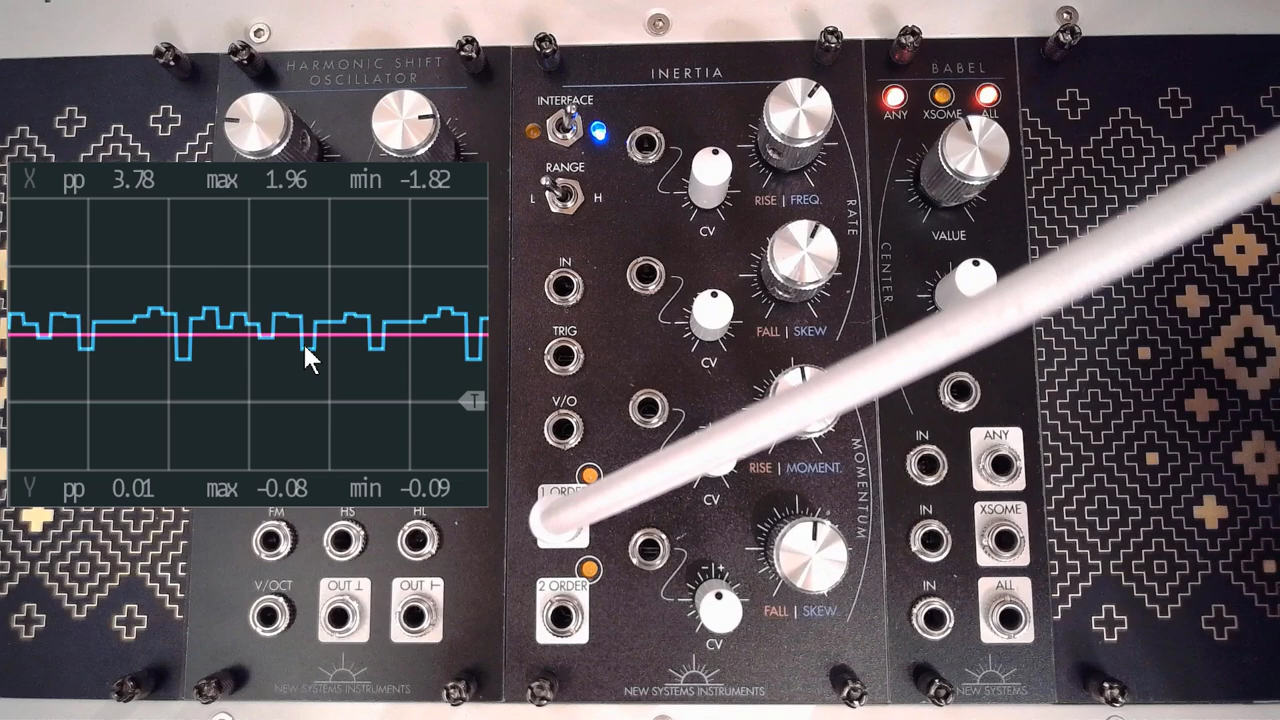 HARMONIC SHIFT
OSCILLATOR
X pp 3.78 max 1.96 min -1.82
T
Y pp 0.01 max -0.08 min -0.09
FM HS HL
V/OCT OUT ⊥ OUT ⊢
NEW SYSTEMS INSTRUMENTS
INERTIA
INTERFACE
RANGE
L H
RISE | FREQ.
CV
RATE
IN
FALL | SKEW
TRIG
CV
V/O
RISE | MOMENT.
MOMENTUM
1 ORDER
CV
2 ORDER
- +
FALL | SKEW
CV
NEW SYSTEMS INSTRUMENTS
BABEL
ANY XSOME ALL
VALUE
CENTER
IN ANY
IN XSOME
IN ALL
NEW SYSTEMS